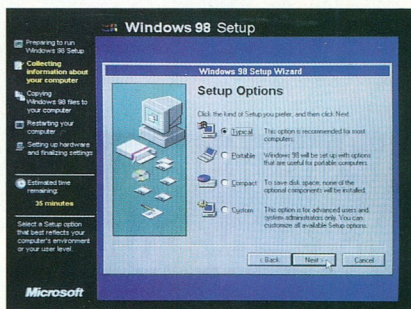 Windows 98 Setup
Preparing to run
Windows 98 Setup
Collecting
information about
your computer
Copying
Windows 98 files to
your computer
Restarting your
computer
Setting up hardware
and finalizing settings
Estimated time
remaining:
35 minutes
Select a Setup option
that best reflects your
computer's environment
or your user level.
Microsoft
Windows 98 Setup Wizard
Setup Options
Click the kind of Setup you prefer, and then click Next.
Typical
This option is recommended for most
computers.
Portable
Windows 98 will be set up with options
that are useful for portable computers.
Compact
To save disk space, none of the
optional components will be installed.
Custom
This option is for advanced users and
system administrators only. You can
customize all available Setup options.
< Back
Next >
Cancel